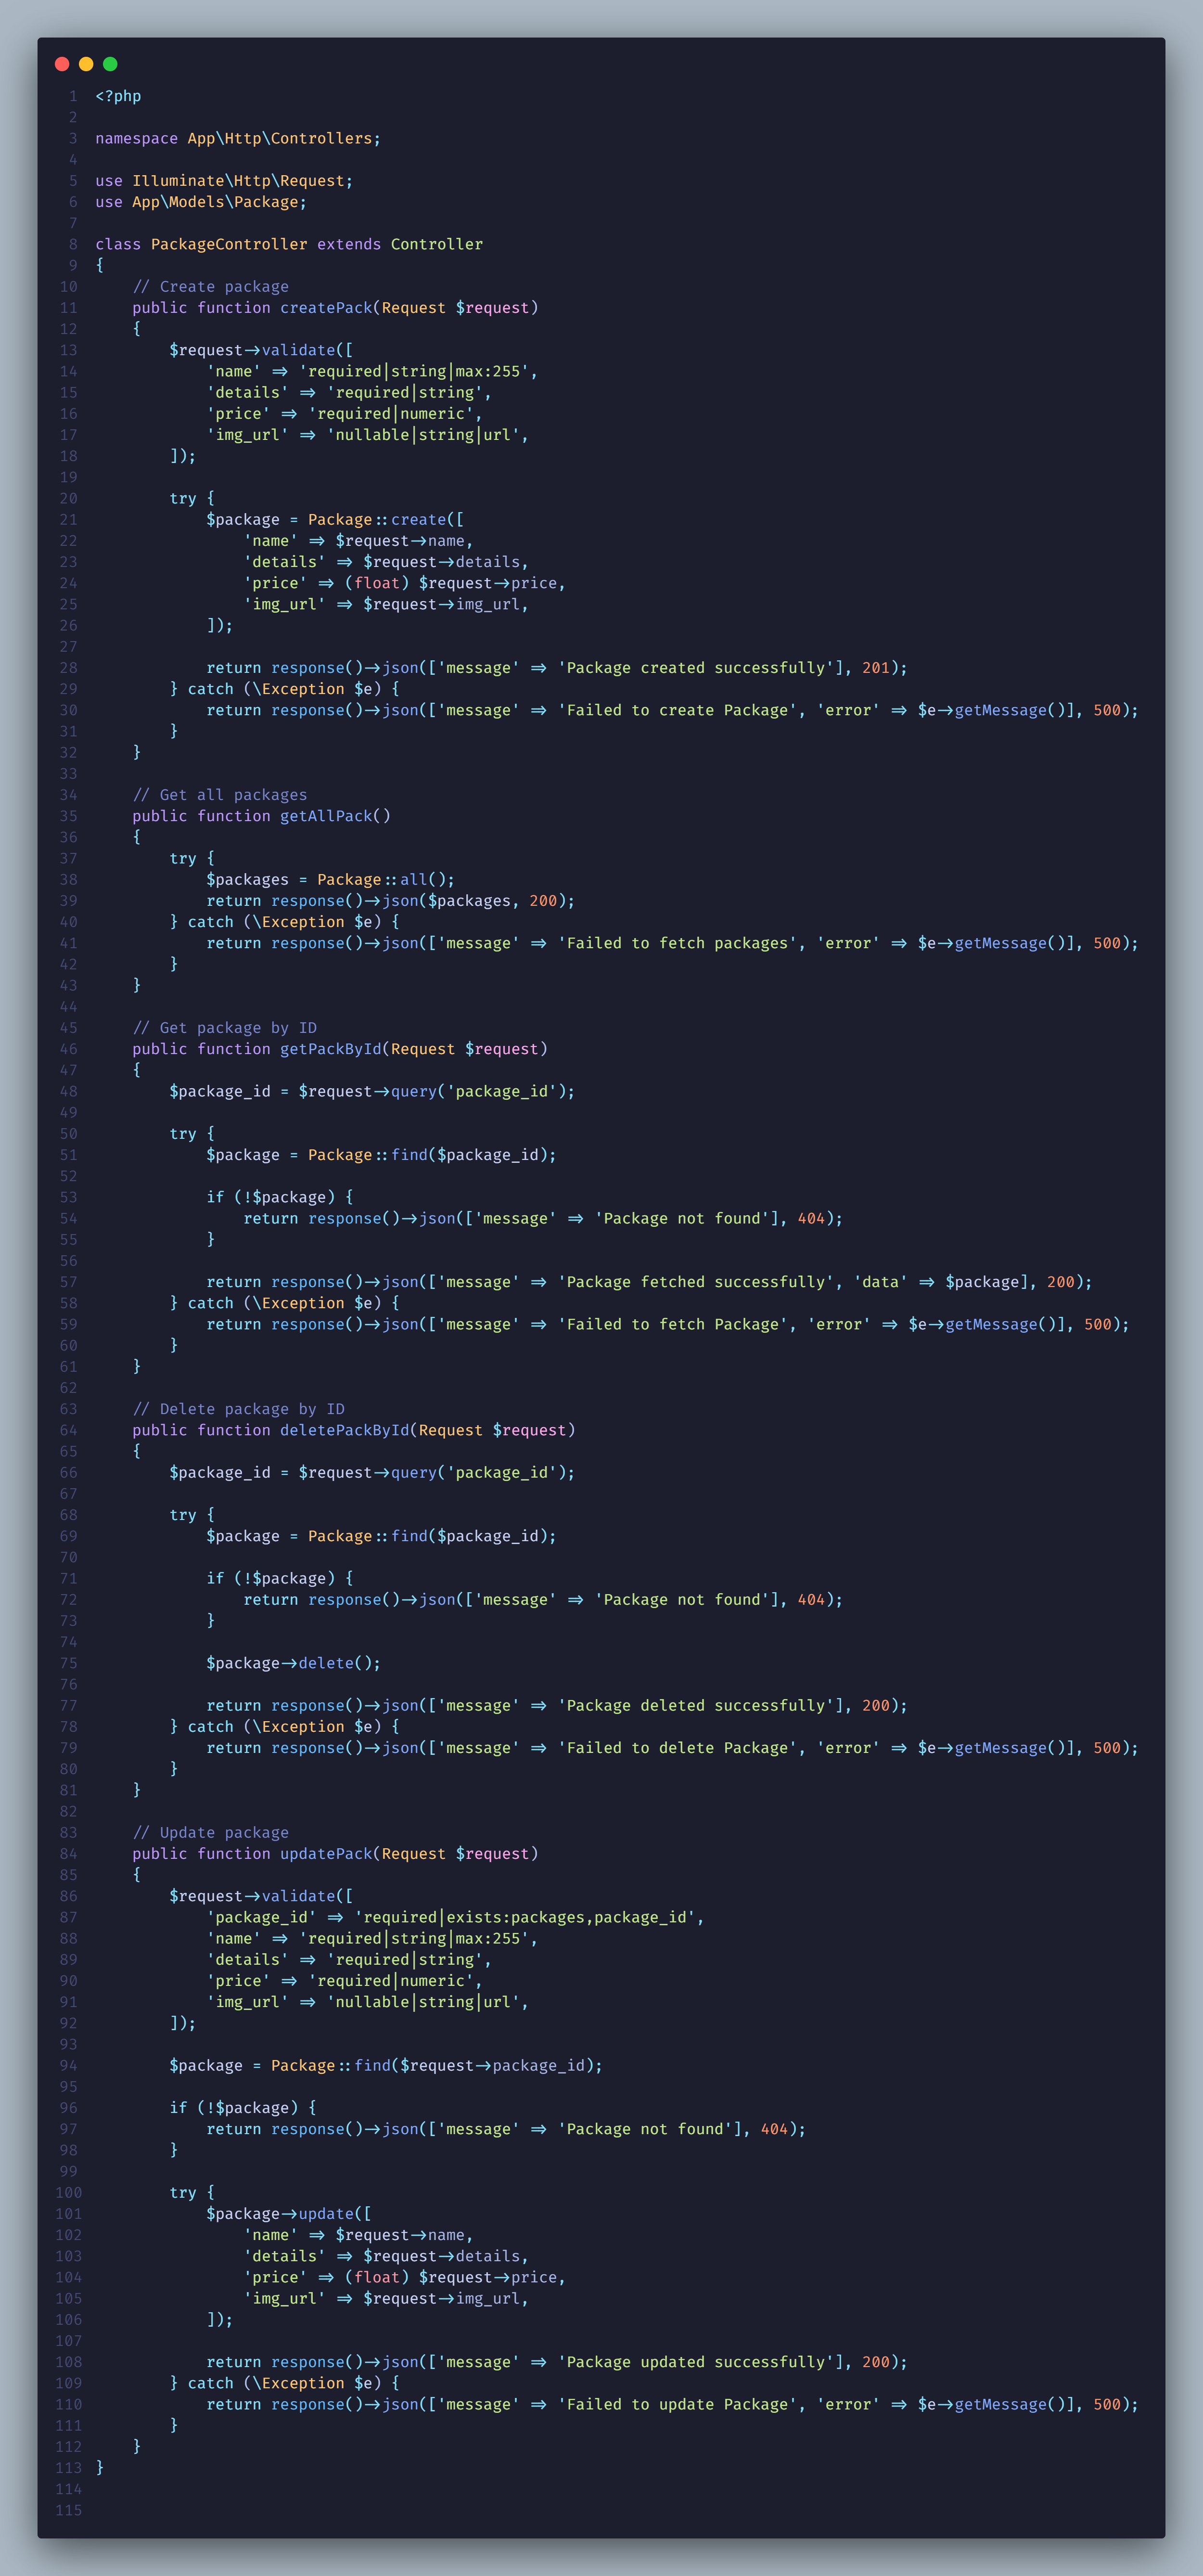 1 <?php
2
3 namespace App\Http\Controllers;
4
5 use Illuminate\Http\Request;
6 use App\Models\Package;
7
8 class PackageController extends Controller
9 {
10     // Create package
11     public function createPack(Request $request)
12     {
13         $request->validate([
14             'name' => 'required|string|max:255',
15             'details' => 'required|string',
16             'price' => 'required|numeric',
17             'img_url' => 'nullable|string|url',
18         ]);
19
20         try {
21             $package = Package::create([
22                 'name' => $request->name,
23                 'details' => $request->details,
24                 'price' => (float) $request->price,
25                 'img_url' => $request->img_url,
26             ]);
27
28             return response()->json(['message' => 'Package created successfully'], 201);
29         } catch (\Exception $e) {
30             return response()->json(['message' => 'Failed to create Package', 'error' => $e->getMessage()], 500);
31         }
32     }
33
34     // Get all packages
35     public function getAllPack()
36     {
37         try {
38             $packages = Package::all();
39             return response()->json($packages, 200);
40         } catch (\Exception $e) {
41             return response()->json(['message' => 'Failed to fetch packages', 'error' => $e->getMessage()], 500);
42         }
43     }
44
45     // Get package by ID
46     public function getPackById(Request $request)
47     {
48         $package_id = $request->query('package_id');
49
50         try {
51             $package = Package::find($package_id);
52
53             if (!$package) {
54                 return response()->json(['message' => 'Package not found'], 404);
55             }
56
57             return response()->json(['message' => 'Package fetched successfully', 'data' => $package], 200);
58         } catch (\Exception $e) {
59             return response()->json(['message' => 'Failed to fetch Package', 'error' => $e->getMessage()], 500);
60         }
61     }
62
63     // Delete package by ID
64     public function deletePackById(Request $request)
65     {
66         $package_id = $request->query('package_id');
67
68         try {
69             $package = Package::find($package_id);
70
71             if (!$package) {
72                 return response()->json(['message' => 'Package not found'], 404);
73             }
74
75             $package->delete();
76
77             return response()->json(['message' => 'Package deleted successfully'], 200);
78         } catch (\Exception $e) {
79             return response()->json(['message' => 'Failed to delete Package', 'error' => $e->getMessage()], 500);
80         }
81     }
82
83     // Update package
84     public function updatePack(Request $request)
85     {
86         $request->validate([
87             'package_id' => 'required|exists:packages,package_id',
88             'name' => 'required|string|max:255',
89             'details' => 'required|string',
90             'price' => 'required|numeric',
91             'img_url' => 'nullable|string|url',
92         ]);
93
94         $package = Package::find($request->package_id);
95
96         if (!$package) {
97             return response()->json(['message' => 'Package not found'], 404);
98         }
99
100         try {
101             $package->update([
102                 'name' => $request->name,
103                 'details' => $request->details,
104                 'price' => (float) $request->price,
105                 'img_url' => $request->img_url,
106             ]);
107
108             return response()->json(['message' => 'Package updated successfully'], 200);
109         } catch (\Exception $e) {
110             return response()->json(['message' => 'Failed to update Package', 'error' => $e->getMessage()], 500);
111         }
112     }
113 }
114
115